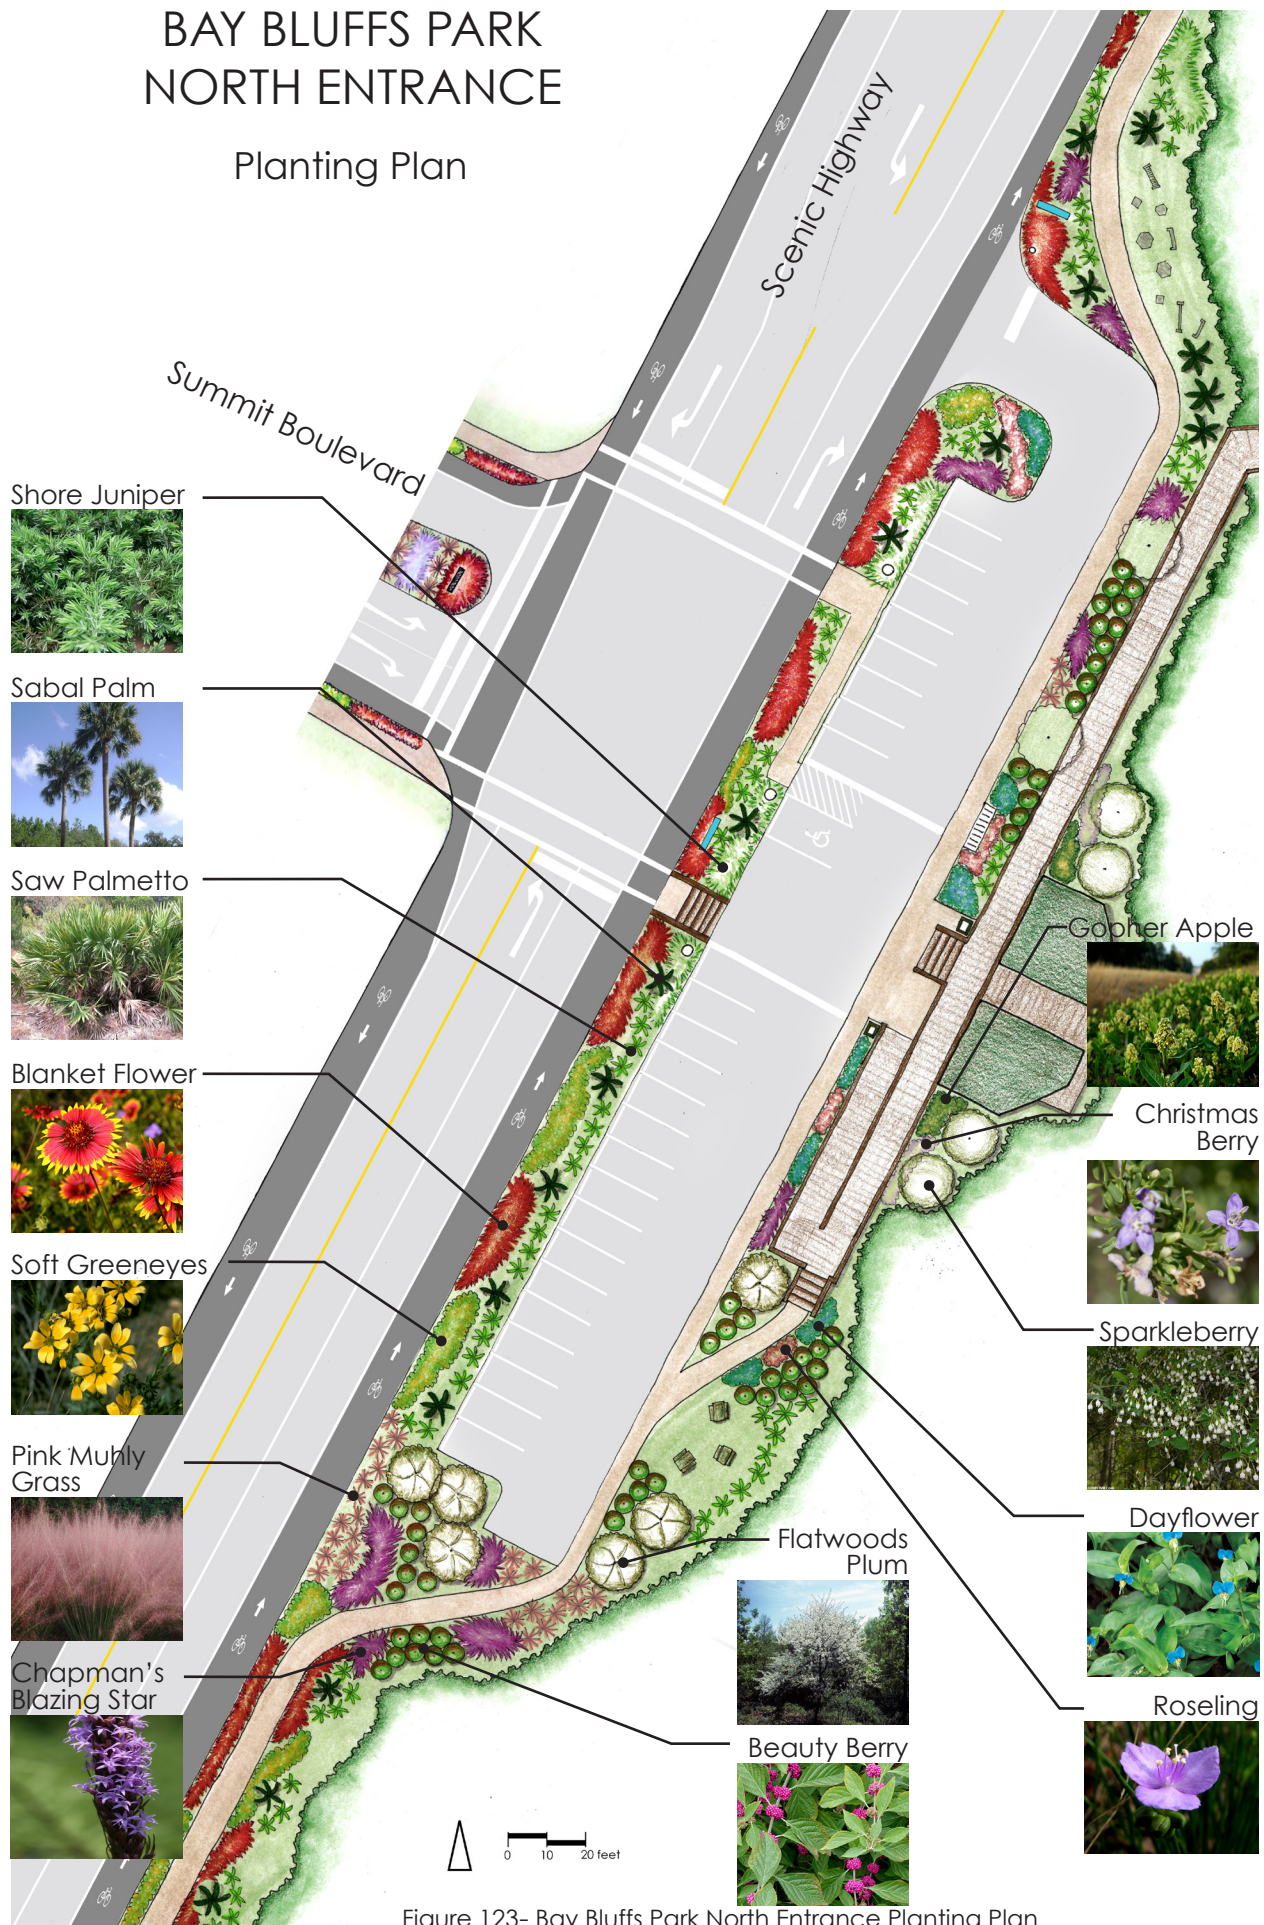 BAY BLUFFS PARK
NORTH ENTRANCE
Planting Plan
Scenic Highway
Summit Boulevard
Shore Juniper
Sabal Palm
Saw Palmetto
Blanket Flower
Soft Greeneyes
Pink Muhly
Grass
Chapman's
Blazing Star
Gopher Apple
Christmas
Berry
Sparkleberry
Dayflower
Roseling
Flatwoods
Plum
Beauty Berry
0 10 20 feet
Figure 123- Bay Bluffs Park North Entrance Planting Plan